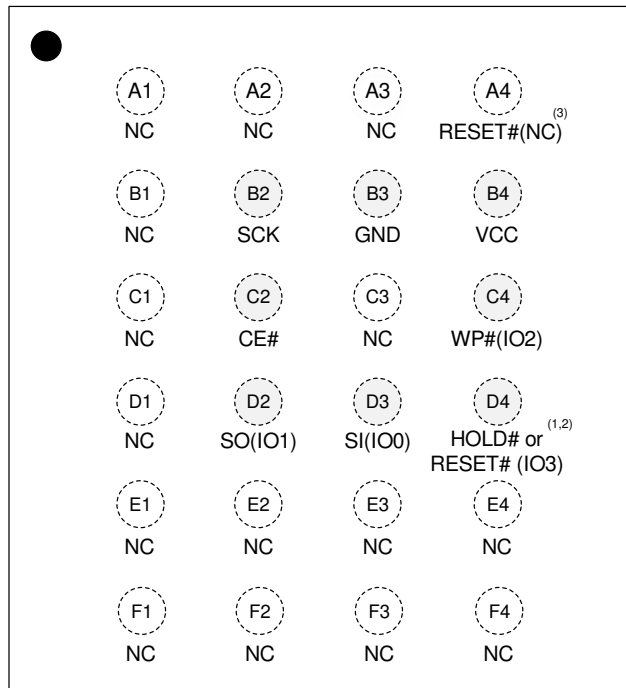 A1 A2 A3 A4
NC NC NC RESET#(NC) (3)
B1 B2 B3 B4
NC SCK GND VCC
C1 C2 C3 C4
NC CE# NC WP#(IO2)
D1 D2 D3 D4
NC SO(IO1) SI(IO0) HOLD# or (1,2)
RESET# (IO3)
E1 E2 E3 E4
NC NC NC NC
F1 F2 F3 F4
NC NC NC NC